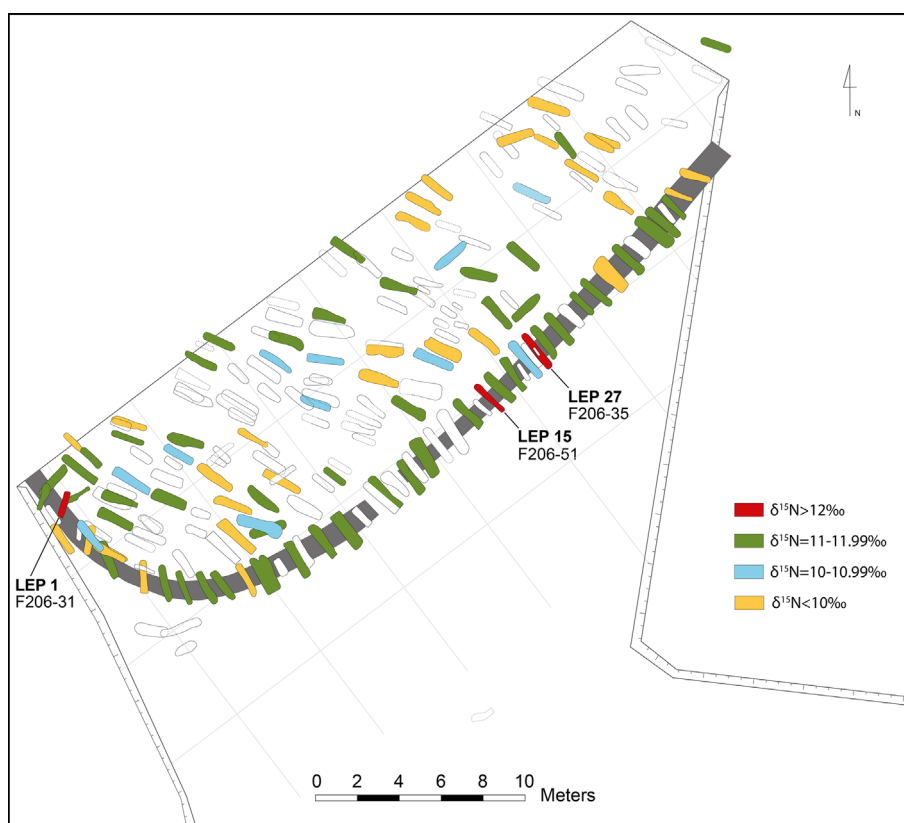 N
LEP 27
F206-35
LEP 15
F206-51
LEP 1
F206-31
δ¹⁵N>12‰
δ¹⁵N=11-11.99‰
δ¹⁵N=10-10.99‰
δ¹⁵N<10‰
0 2 4 6 8 10 Meters